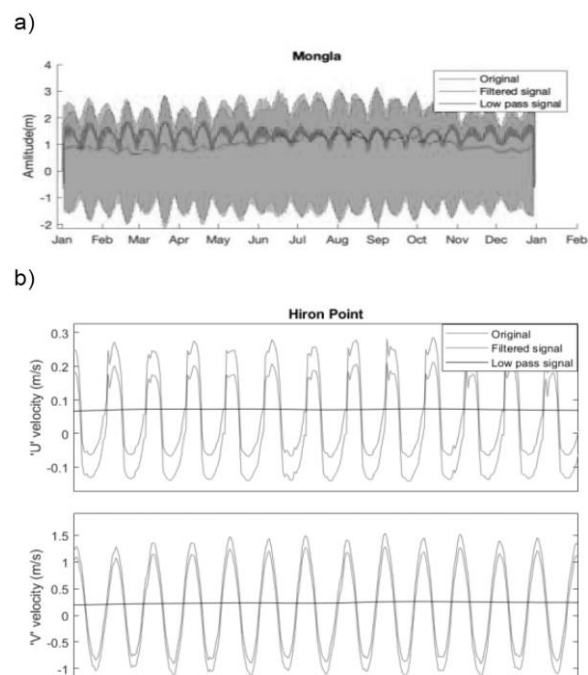 a)
Mongla
Original
Filtered signal
Low pass signal
Amlitude(m)
4
3
2
1
0
-1
-2
Jan Feb Mar Apr May Jun Jul Aug Sep Oct Nov Dec Jan Feb
b)
Hiron Point
Original
Filtered signal
Low pass signal
'U' velocity (m/s)
0.3
0.2
0.1
0
-0.1
'V' velocity (m/s)
1.5
1
0.5
0
-1